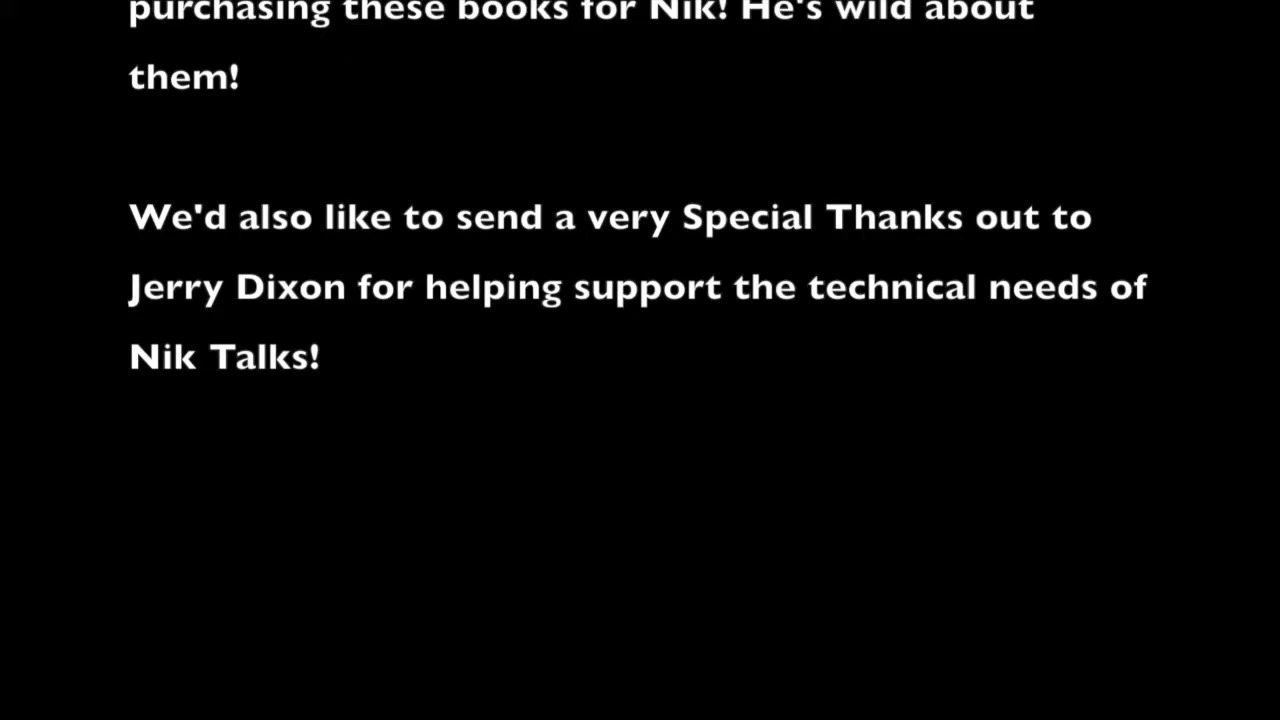 purchasing these books for Nik! He's wild about
them!
We'd also like to send a very Special Thanks out to
Jerry Dixon for helping support the technical needs of
Nik Talks!